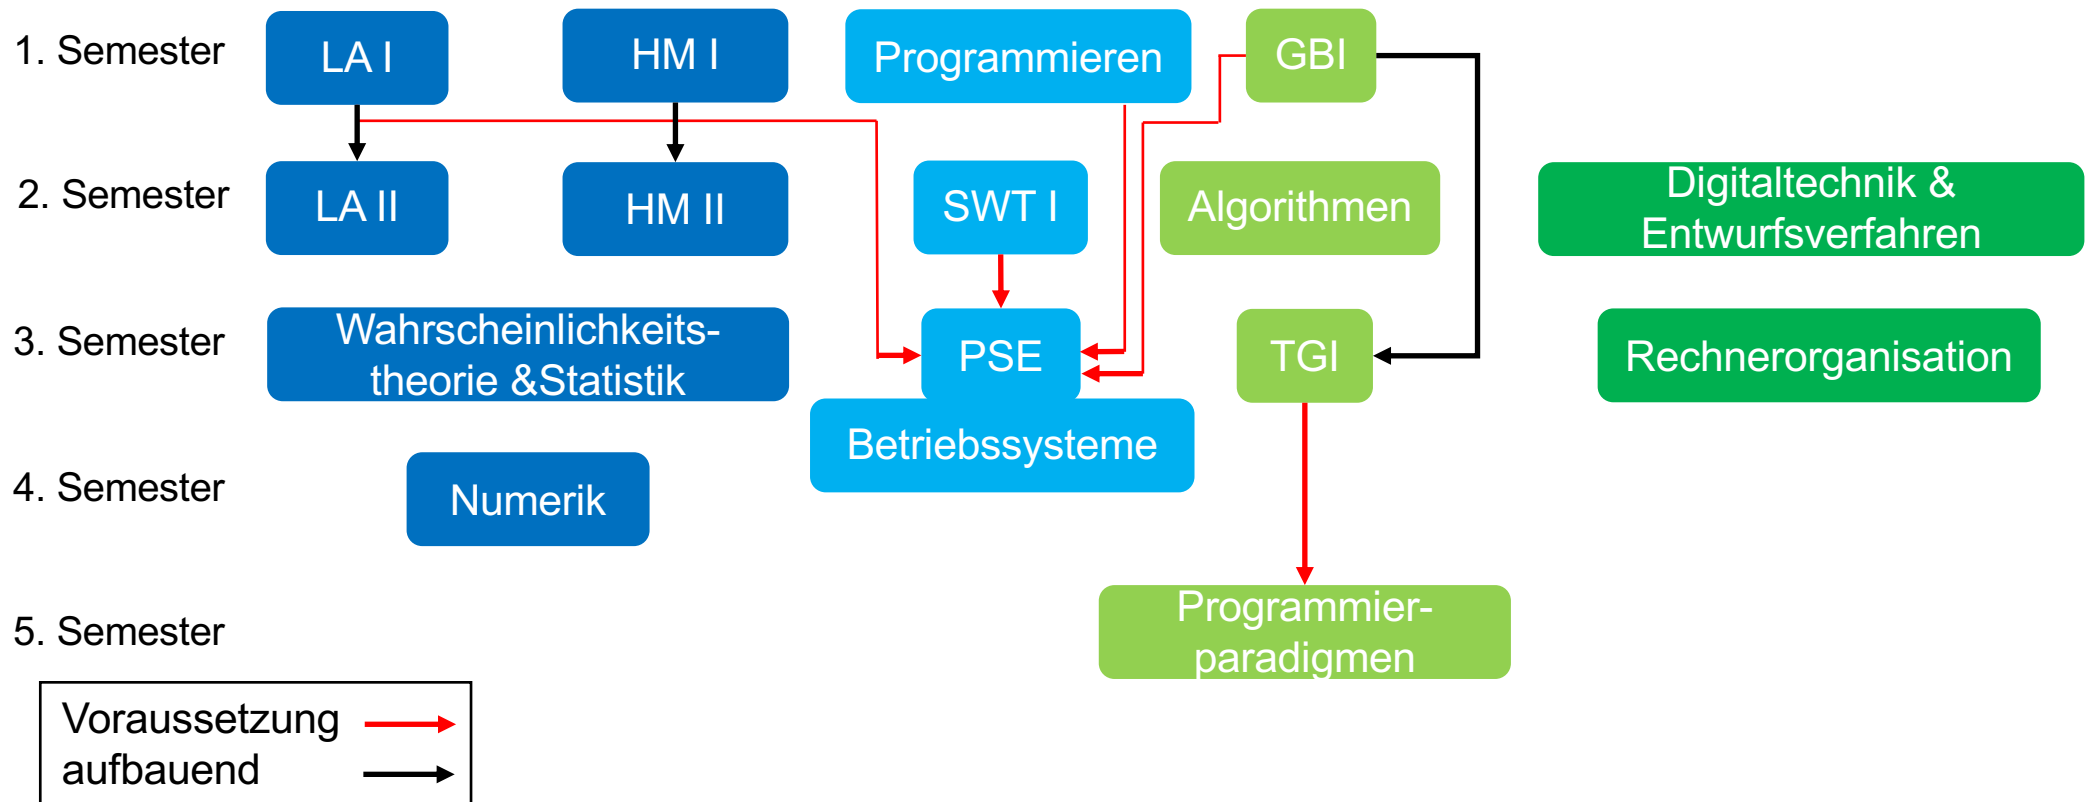 1. Semester
LA I
HM I
Programmieren
GBI
2. Semester
LA II
HM II
SWT I
Algorithmen
Digitaltechnik &
Entwurfsverfahren
3. Semester
Wahrscheinlichkeits-
theorie &Statistik
PSE
TGI
Rechnerorganisation
Betriebssysteme
4. Semester
Numerik
5. Semester
Programmier-
paradigmen
Voraussetzung
aufbauend